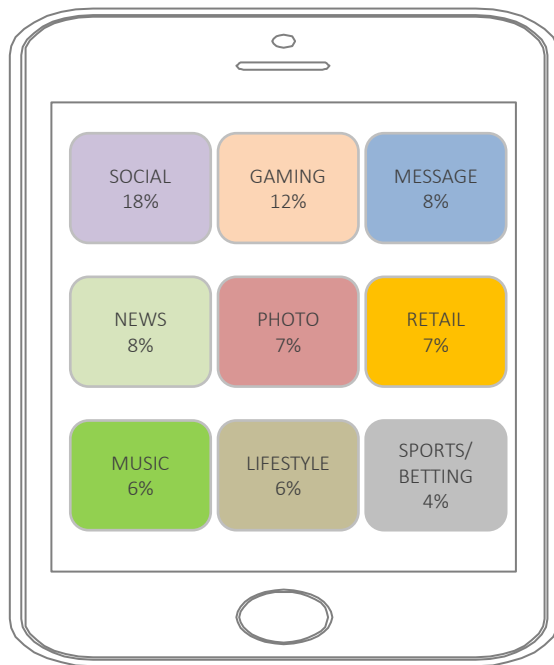 SOCIAL
18%
GAMING
12%
MESSAGE
8%
NEWS
8%
PHOTO
7%
RETAIL
7%
MUSIC
6%
LIFESTYLE
6%
SPORTS/
BETTING
4%